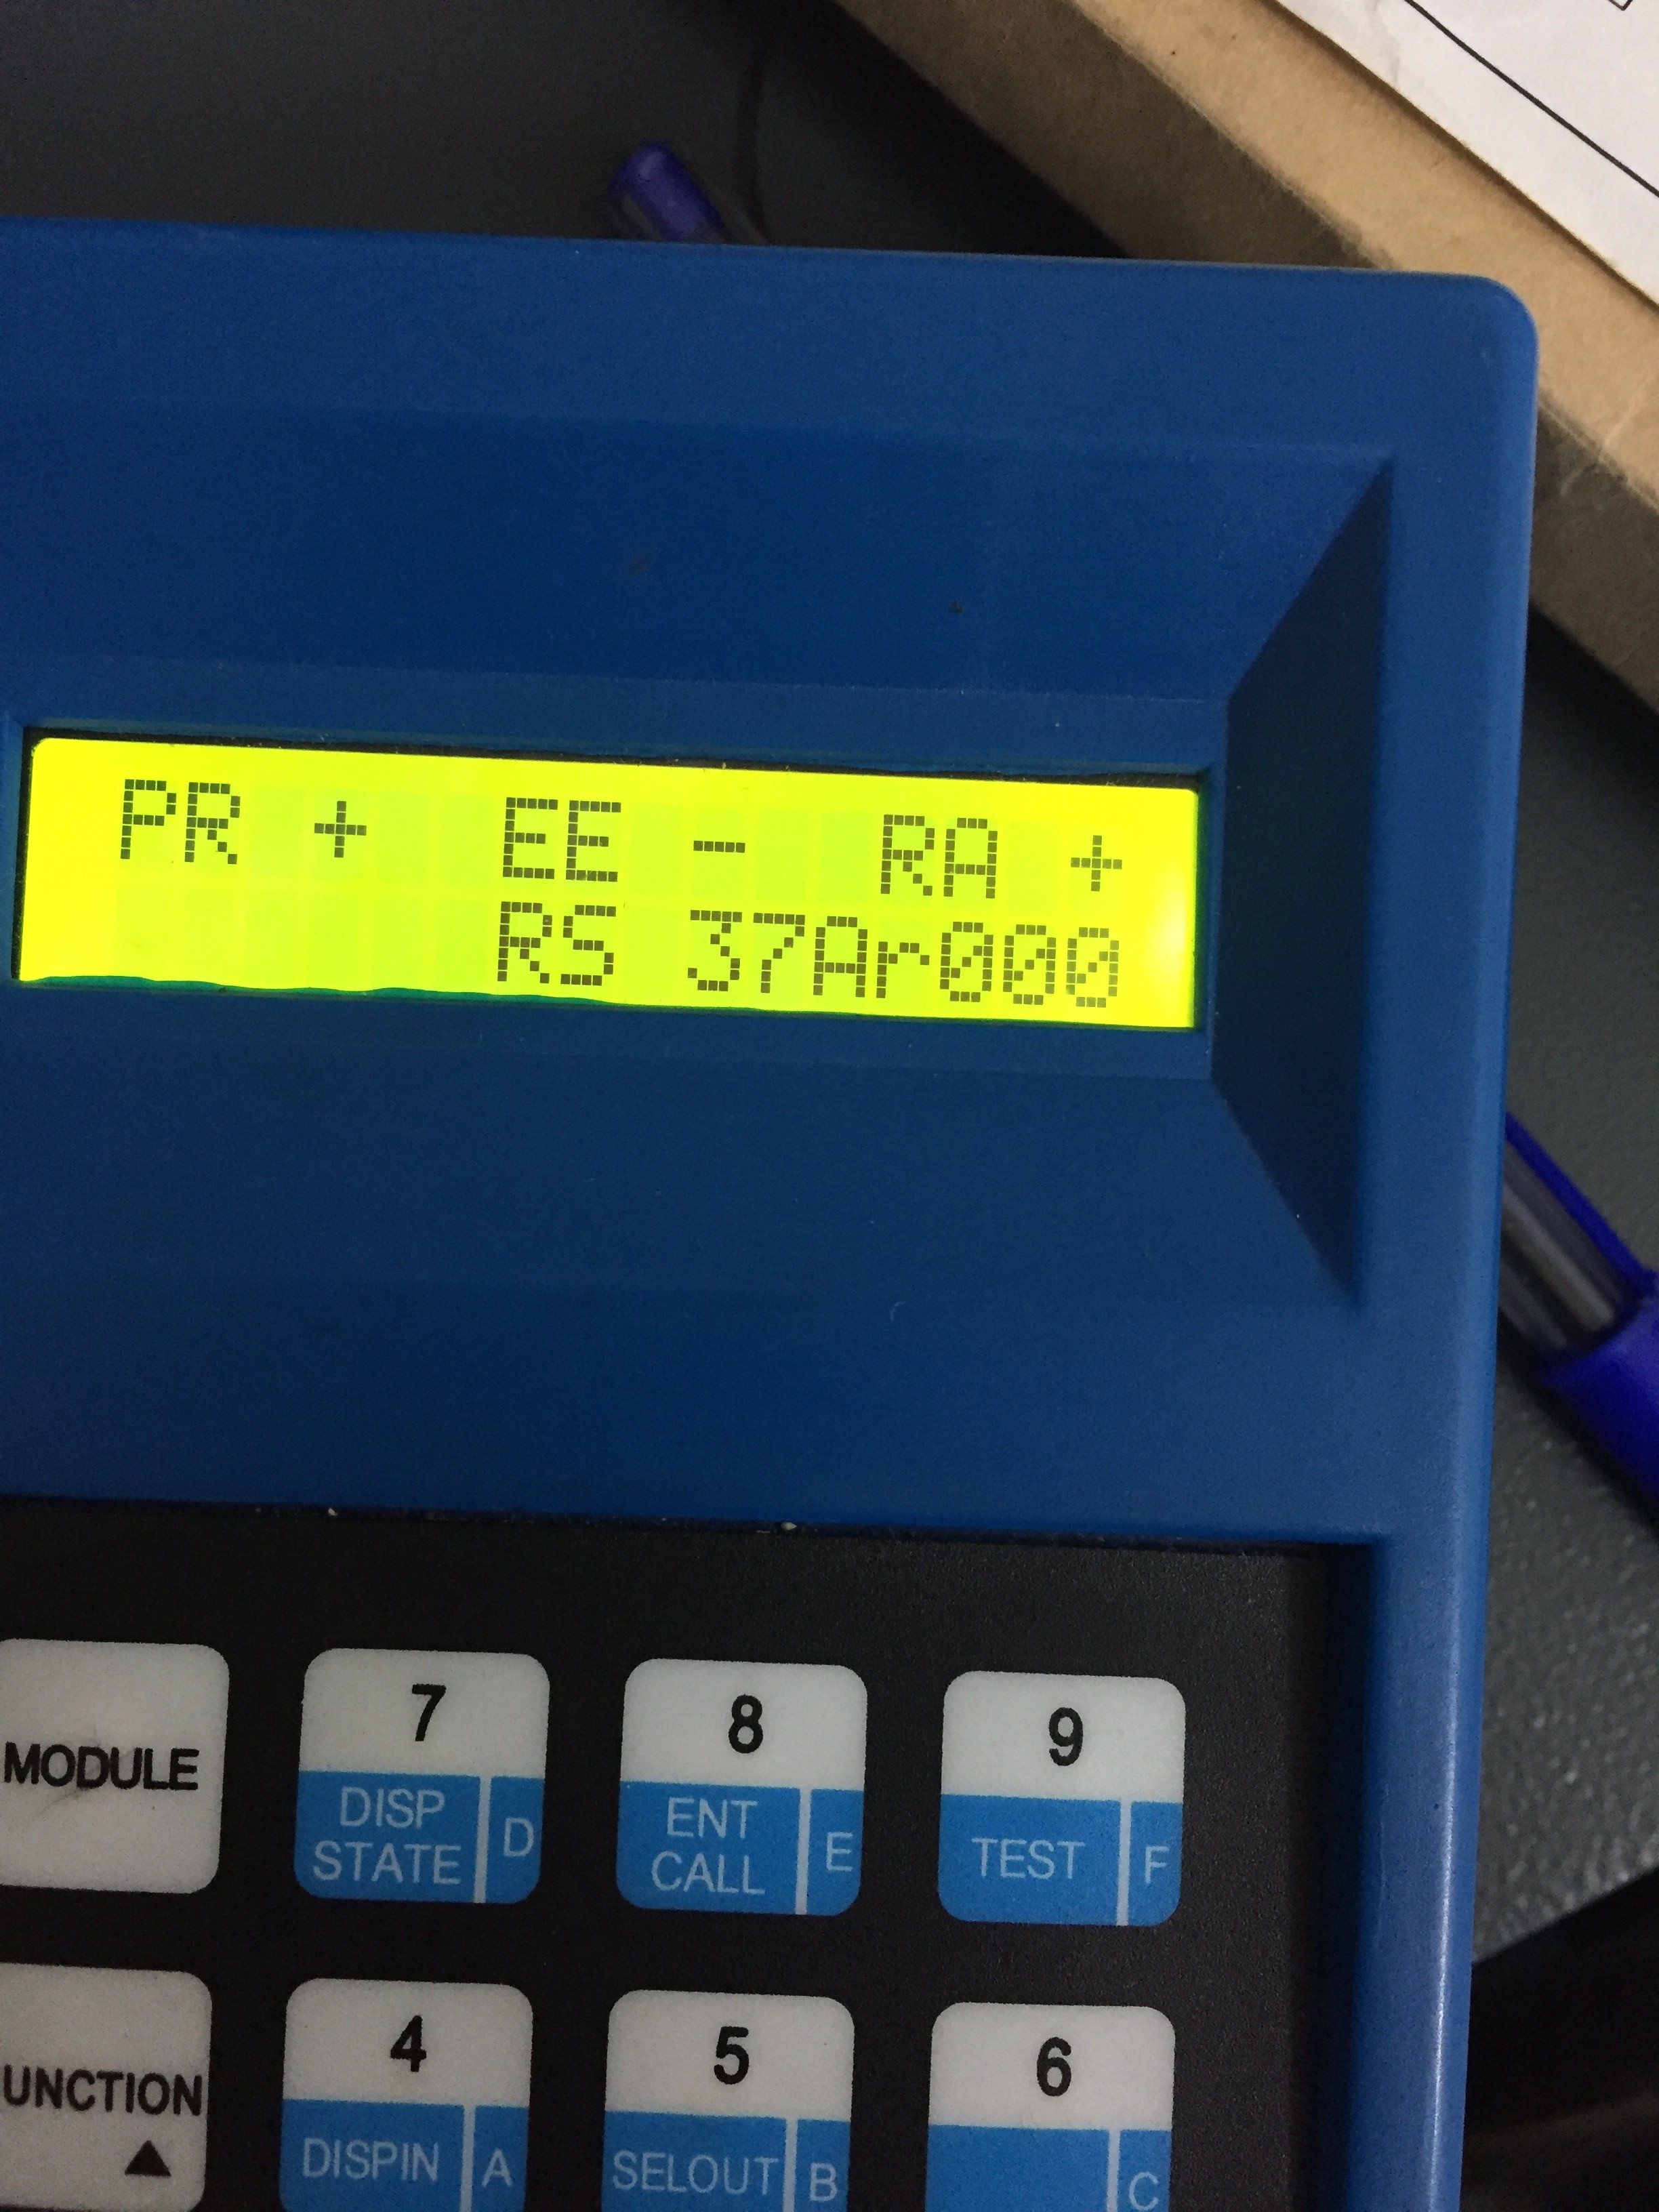 PR + EE - RA +
RS 37Ar000
MODULE
7
DISP STATE D
8
ENT CALL E
9
TEST F
UNCTION
▲
4
DISPIN A
5
SELOUT B
6
C